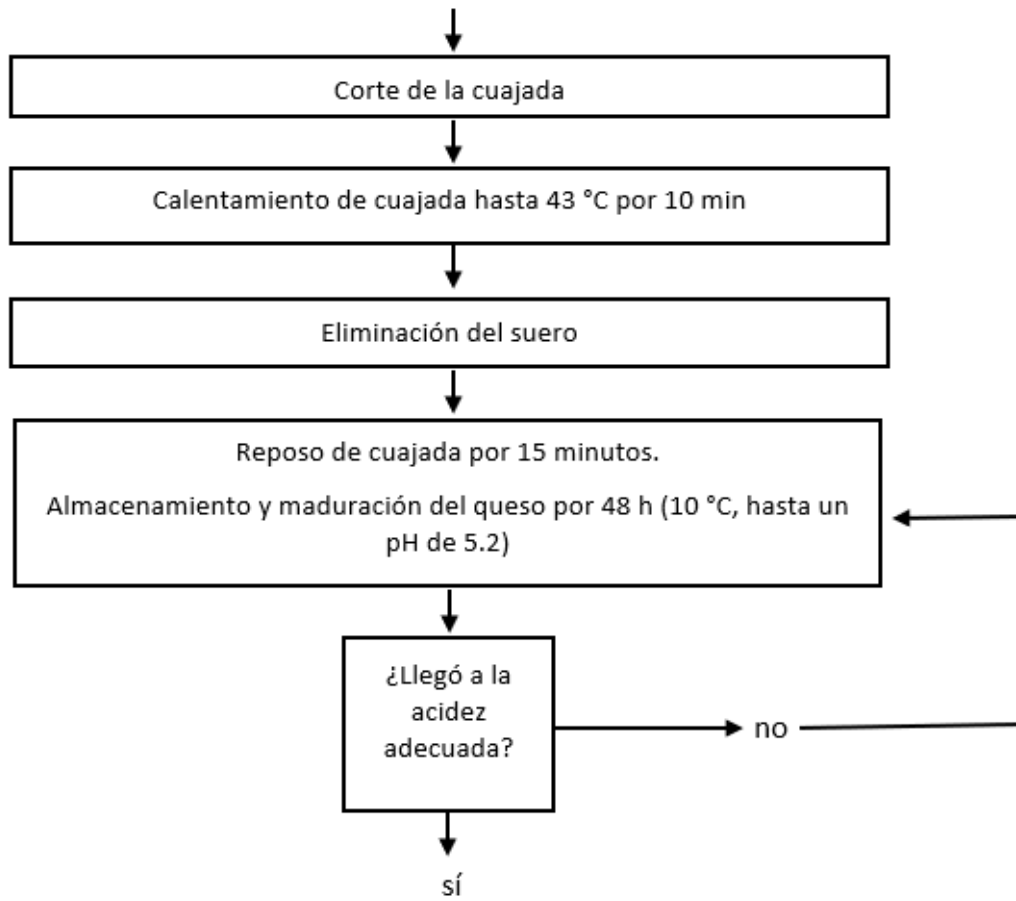 Corte de la cuajada
Calentamiento de cuajada hasta 43 °C por 10 min
Eliminación del suero
Reposo de cuajada por 15 minutos.
Almacenamiento y maduración del queso por 48 h (10 °C, hasta un
pH de 5.2)
¿Llegó a la
acidez
adecuada?
no
sí